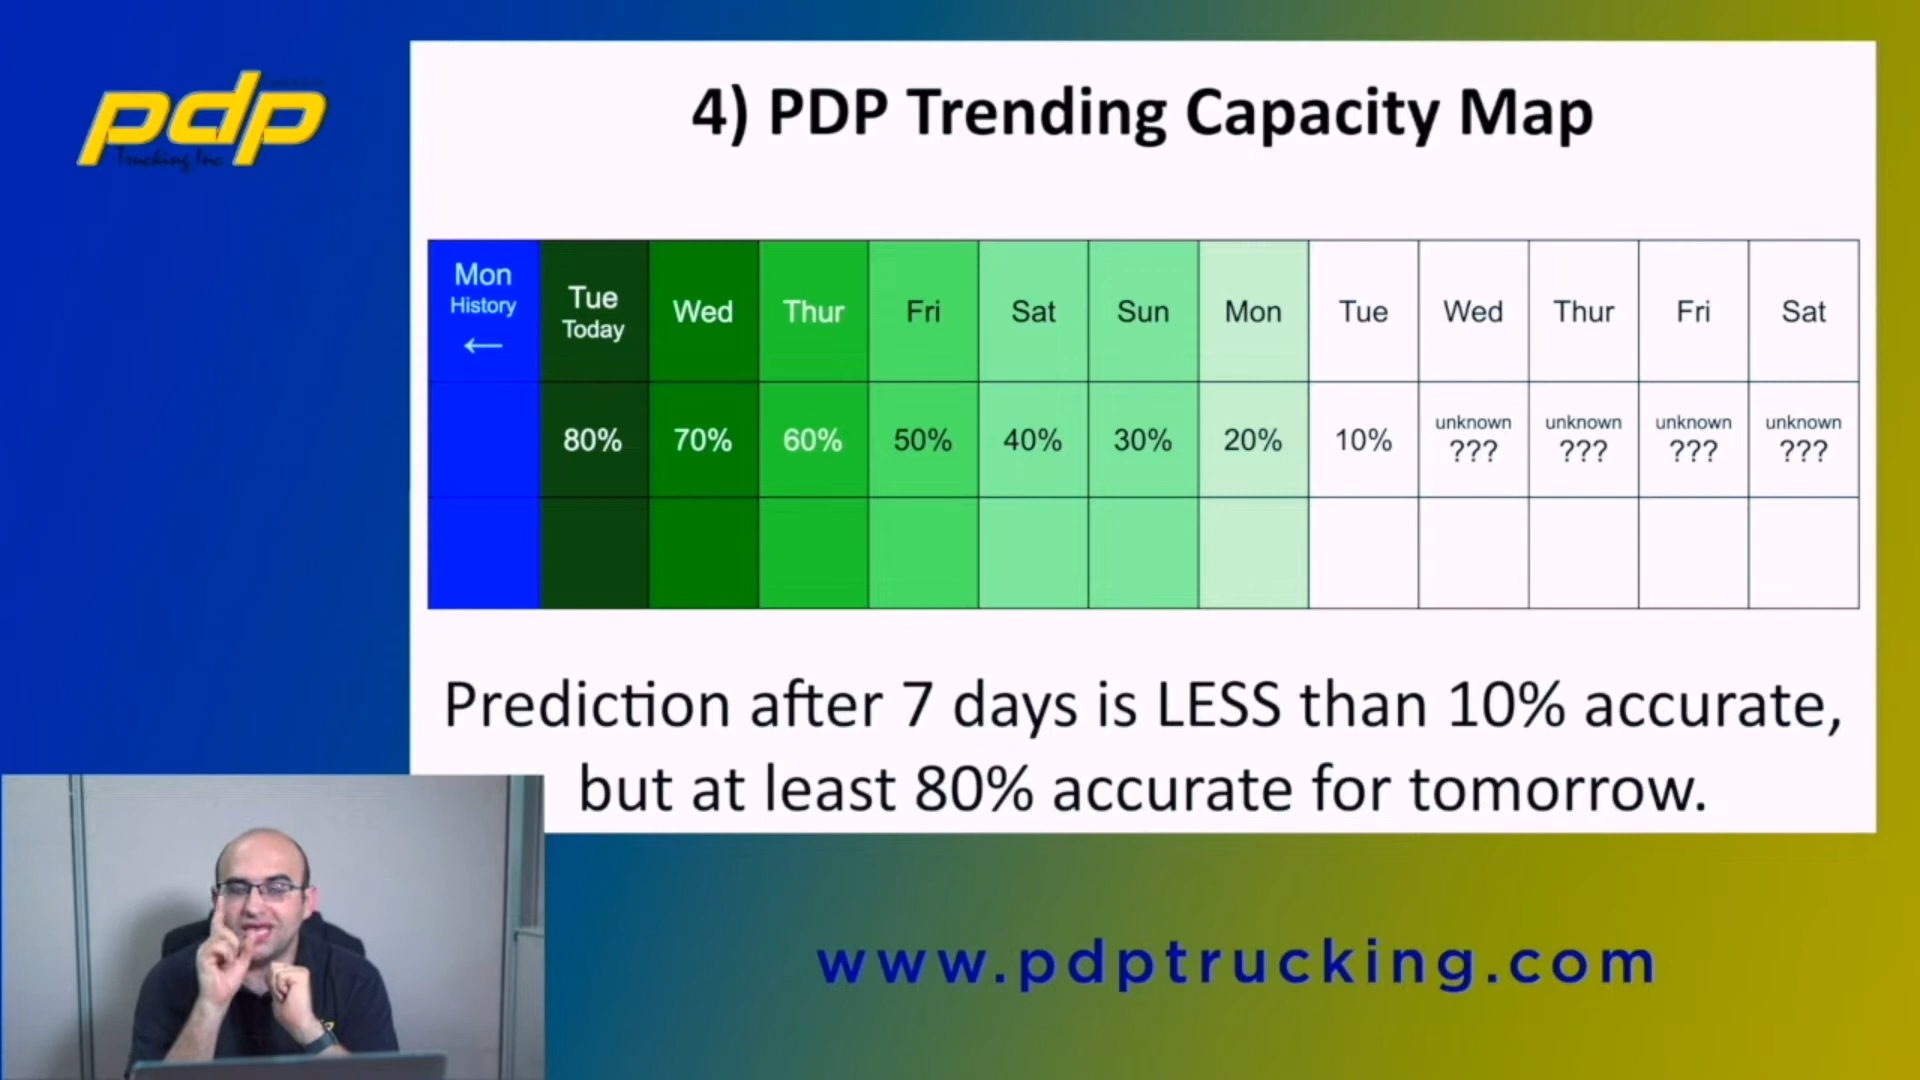 pdp
Trucking Inc
4) PDP Trending Capacity Map
Mon
History
←
Tue
Today
Wed
Thur
Fri
Sat
Sun
Mon
Tue
Wed
Thur
Fri
Sat
80%
70%
60%
50%
40%
30%
20%
10%
unknown
???
unknown
???
unknown
???
unknown
???
Prediction after 7 days is LESS than 10% accurate,
but at least 80% accurate for tomorrow.
www.pdptrucking.com